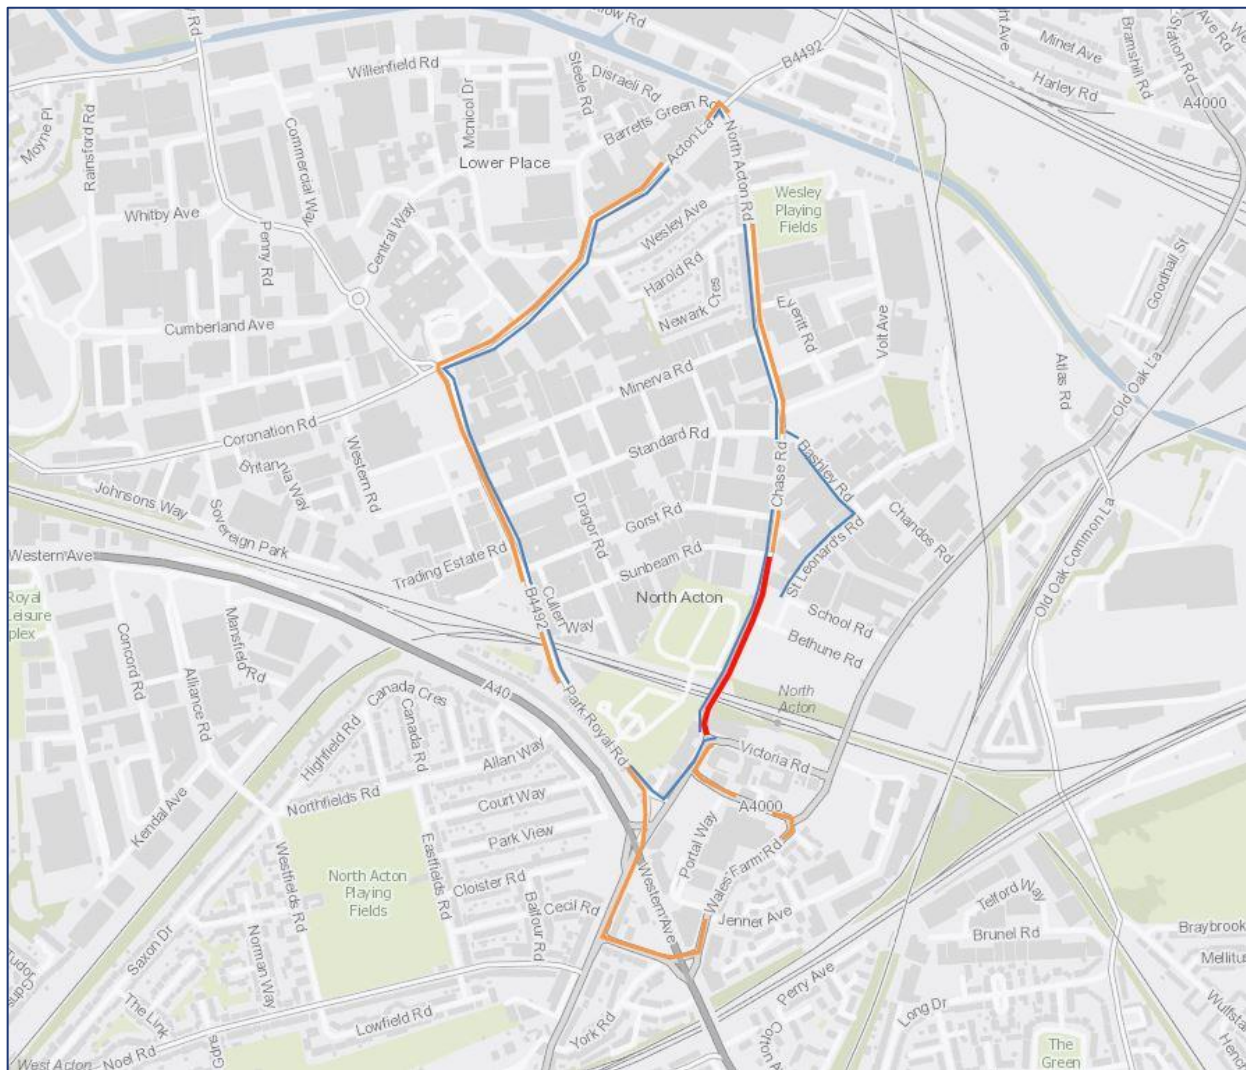 Willenfield Rd
Mcnicol Dr
Steele Rd
Disraeli Rd
B4492
Minet Ave
Bramshill Rd
Station Rd
Harley Rd
A4000
Moyne Pl
Rainsford Rd
Commercial Way
Barretts Green Rd
Acton La
North Acton Rd
Lower Place
Whitby Ave
Penny Rd
Central Way
Wesley Ave
Wesley
Playing
Fields
Harold Rd
Newark Cres
Goodhall St
Cumberland Ave
Everitt Rd
Volt Ave
Atlas Rd
Old Oak La
Minerva Rd
Coronation Rd
Western Rd
Standard Rd
Chase Rd
Bashley Rd
Britannia Way
Johnsons Way
Sovereign Park
Dragor Rd
Gorst Rd
Chandos Rd
St Leonard's Rd
Old Oak Common La
Western Ave
Trading Estate Rd
Sunbeam Rd
B4492
Cullen Way
North Acton
School Rd
Bethune Rd
Royal
Leisure
plex
Concord Rd
Mansfield Rd
Alliance Rd
A40
Canada Cres
Canada Rd
Highfield Rd
Park Royal Rd
North
Acton
Allan Way
Victoria Rd
Northfields Rd
Court Way
A4000
Kendal Ave
Park View
Portal Way
Eastfields Rd
Westfields Rd
Wales Farm Rd
Western Ave
North Acton
Playing
Fields
Cloister Rd
Balfour Rd
Cecil Rd
Jenner Ave
Telford Way
Brunel Rd
Braybrook
Saxon Dr
Norman Way
Perry Ave
Long Dr
Tudor
Gdns
The Link
Lowfield Rd
York Rd
Noel Rd
West Acton
Gdns
The
Green